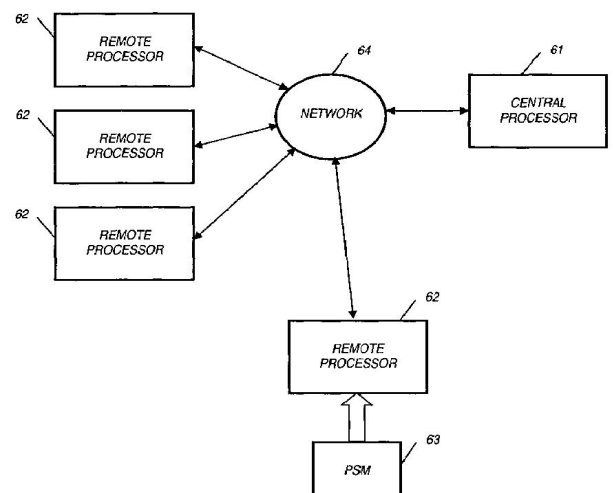 62
REMOTE
PROCESSOR
64
61
NETWORK
CENTRAL
PROCESSOR
62
REMOTE
PROCESSOR
62
REMOTE
PROCESSOR
62
REMOTE
PROCESSOR
63
PSM